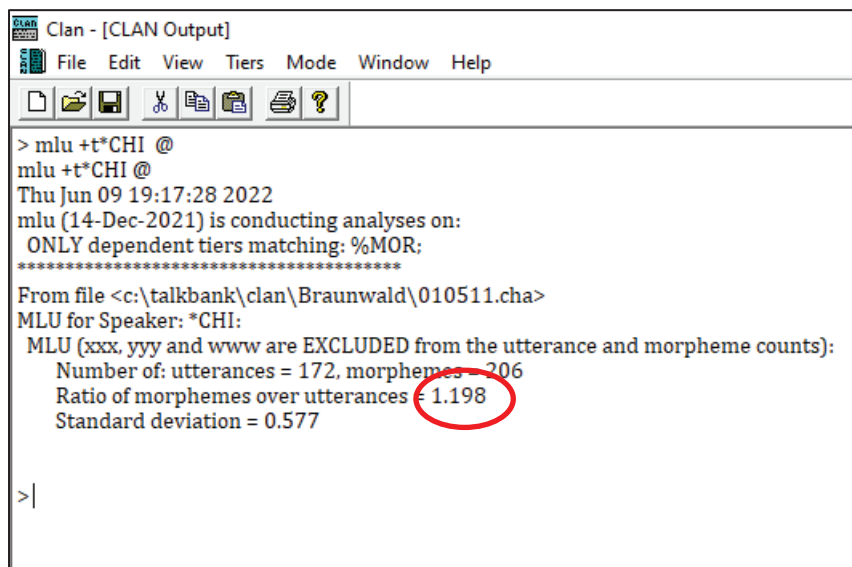 CLAN
Clan - [CLAN Output]
File Edit View Tiers Mode Window Help
> mlu +t*CHI  @
mlu +t*CHI @
Thu Jun 09 19:17:28 2022
mlu (14-Dec-2021) is conducting analyses on:
ONLY dependent tiers matching: %MOR;
****************************************
From file <c:\talkbank\clan\Braunwald\010511.cha>
MLU for Speaker: *CHI:
MLU (xxx, yyy and www are EXCLUDED from the utterance and morpheme counts):
Number of: utterances = 172, morphemes = 206
Ratio of morphemes over utterances = 1.198
Standard deviation = 0.577
>